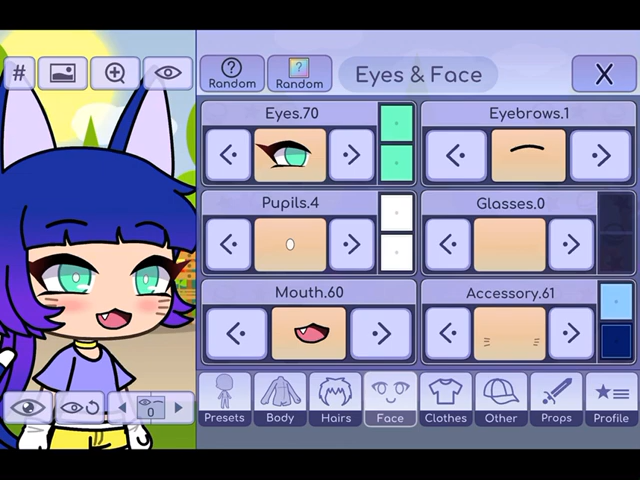 #
? Random
? Random
Eyes & Face
X
Eyes.70
Eyebrows.1
Pupils.4
Glasses.0
Mouth.60
Accessory.61
0
Presets
Body
Hairs
Face
Clothes
Other
Props
Profile